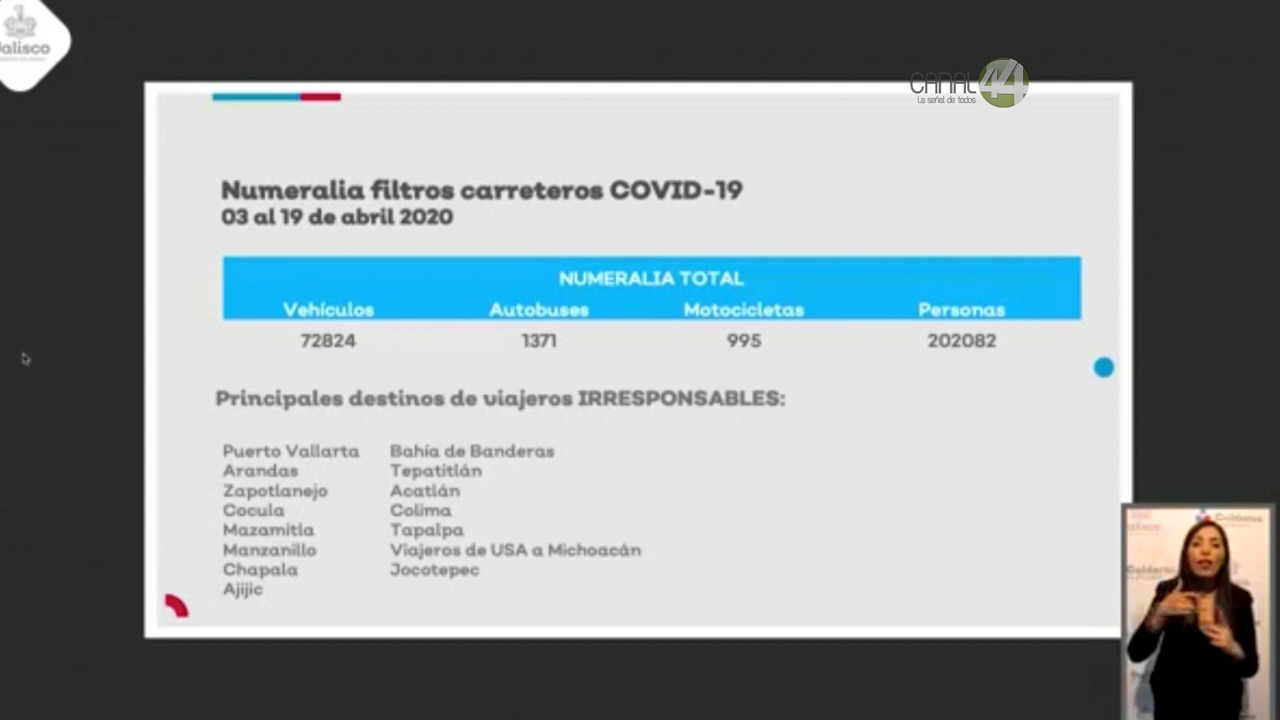 Jalisco
CANAL 44
La señal de todos
Numeralia filtros carreteros COVID-19
03 al 19 de abril 2020
NUMERALIA TOTAL
Vehículos Autobuses Motocicletas Personas
72824 1371 995 202082
Principales destinos de viajeros IRRESPONSABLES:
Puerto Vallarta Bahía de Banderas
Arandas Tepatitlán
Zapotlanejo Acatlán
Cocula Colima
Mazamitla Tapalpa
Manzanillo Viajeros de USA a Michoacán
Chapala Jocotepec
Ajijic